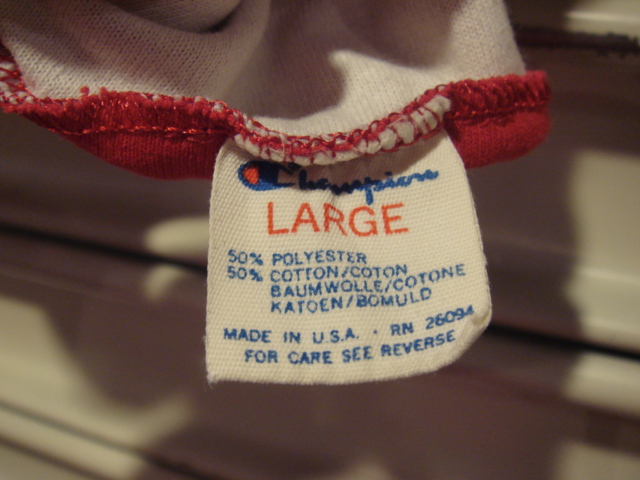 Champion
LARGE
50% POLYESTER
50% COTTON/COTON
BAUMWOLLE/COTONE
KATOEN/BOMULD
MADE IN U.S.A. · RN 26094
FOR CARE SEE REVERSE